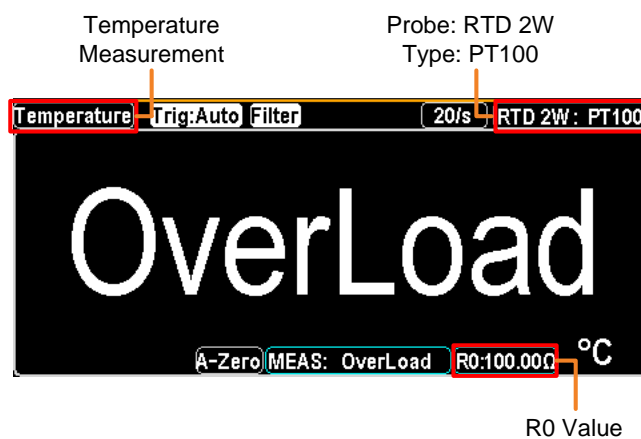 Temperature
Measurement
Probe: RTD 2W
Type: PT100
Temperature Trig:Auto Filter 20/s RTD 2W: PT100
OverLoad
A-Zero MEAS: OverLoad R0:100.00Ω °C
R0 Value